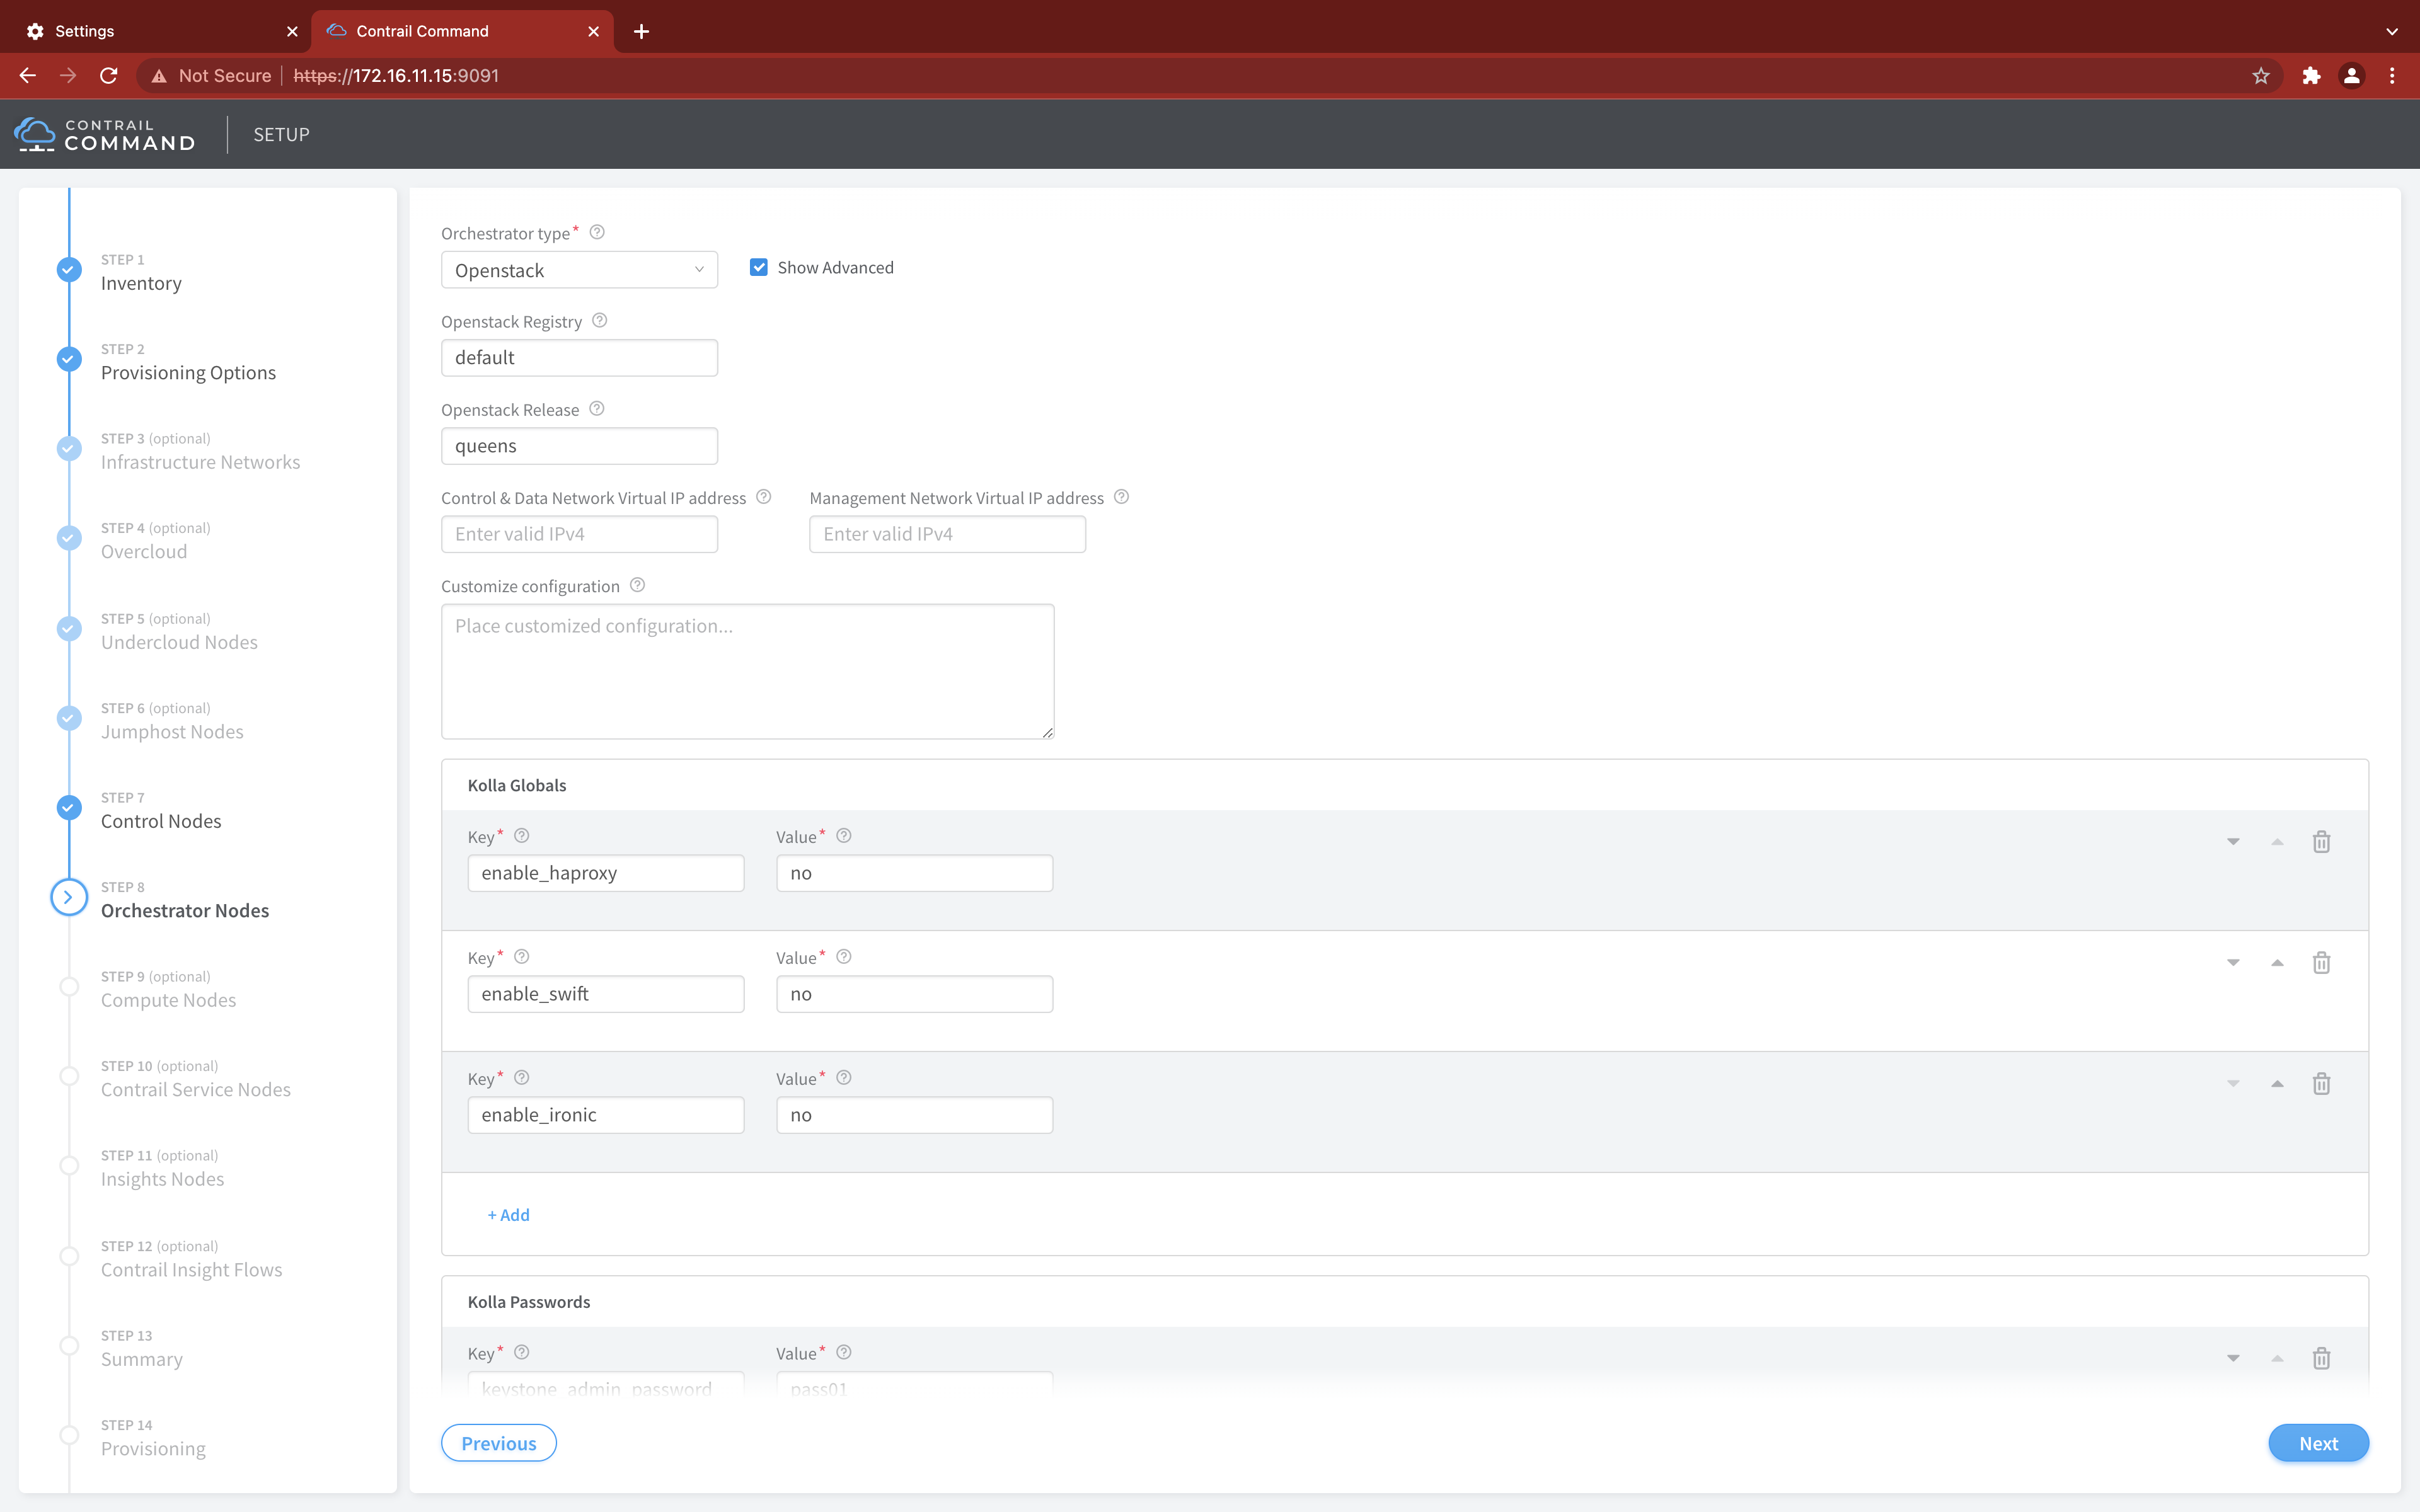 Settings
Contrail Command
Not Secure https://172.16.11.15:9091
CONTRAIL
COMMAND
SETUP
STEP 1
Inventory
STEP 2
Provisioning Options
STEP 3 (optional)
Infrastructure Networks
STEP 4 (optional)
Overcloud
STEP 5 (optional)
Undercloud Nodes
STEP 6 (optional)
Jumphost Nodes
STEP 7
Control Nodes
STEP 8
Orchestrator Nodes
STEP 9 (optional)
Compute Nodes
STEP 10 (optional)
Contrail Service Nodes
STEP 11 (optional)
Insights Nodes
STEP 12 (optional)
Contrail Insight Flows
STEP 13
Summary
STEP 14
Provisioning
Orchestrator type*
Openstack
Show Advanced
Openstack Registry
default
Openstack Release
queens
Control & Data Network Virtual IP address Management Network Virtual IP address
Enter valid IPv4 Enter valid IPv4
Customize configuration
Place customized configuration...
Kolla Globals
Key* Value*
enable_haproxy no
Key* Value*
enable_swift no
Key* Value*
enable_ironic no
+ Add
Kolla Passwords
Key* Value*
keystone_admin_password pass01
Previous Next